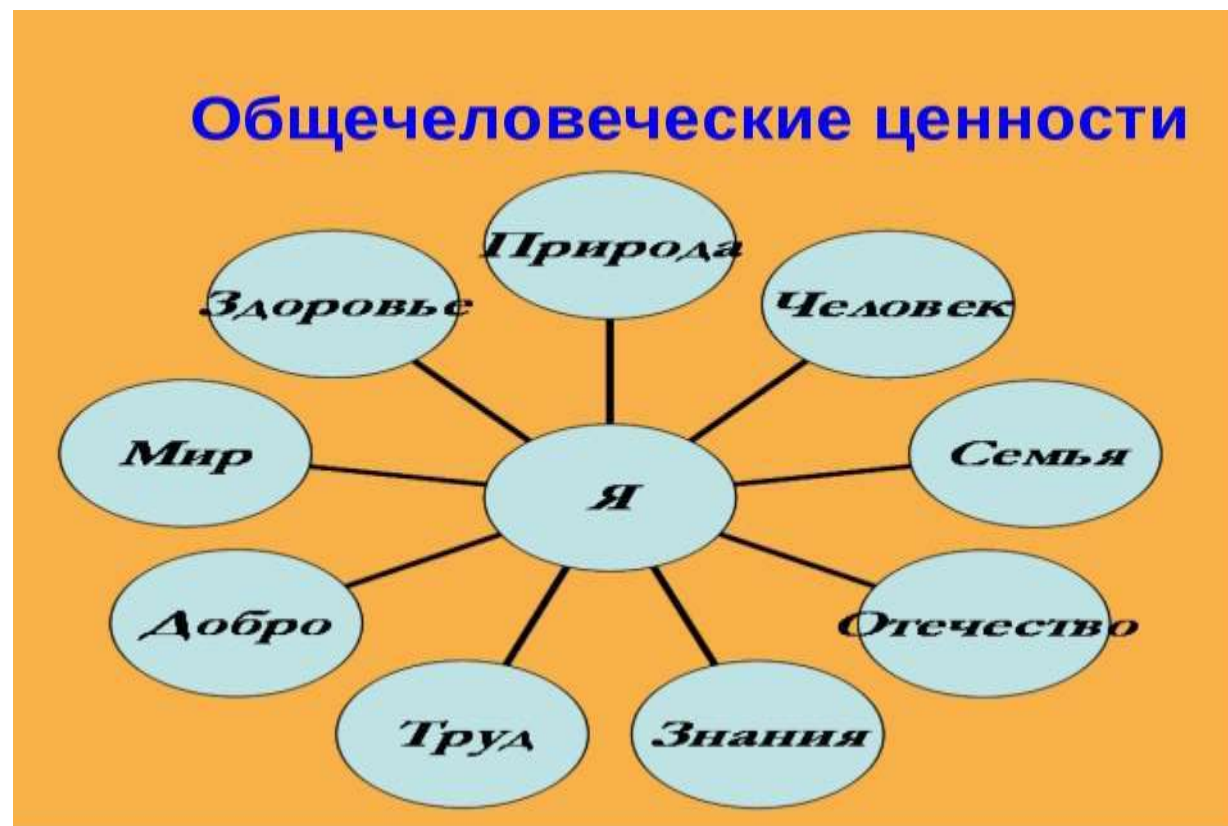 Общечеловеческие ценности
Природа
Здоровье
Человек
Мир
Семья
Я
Добро
Отечество
Труд
Знания